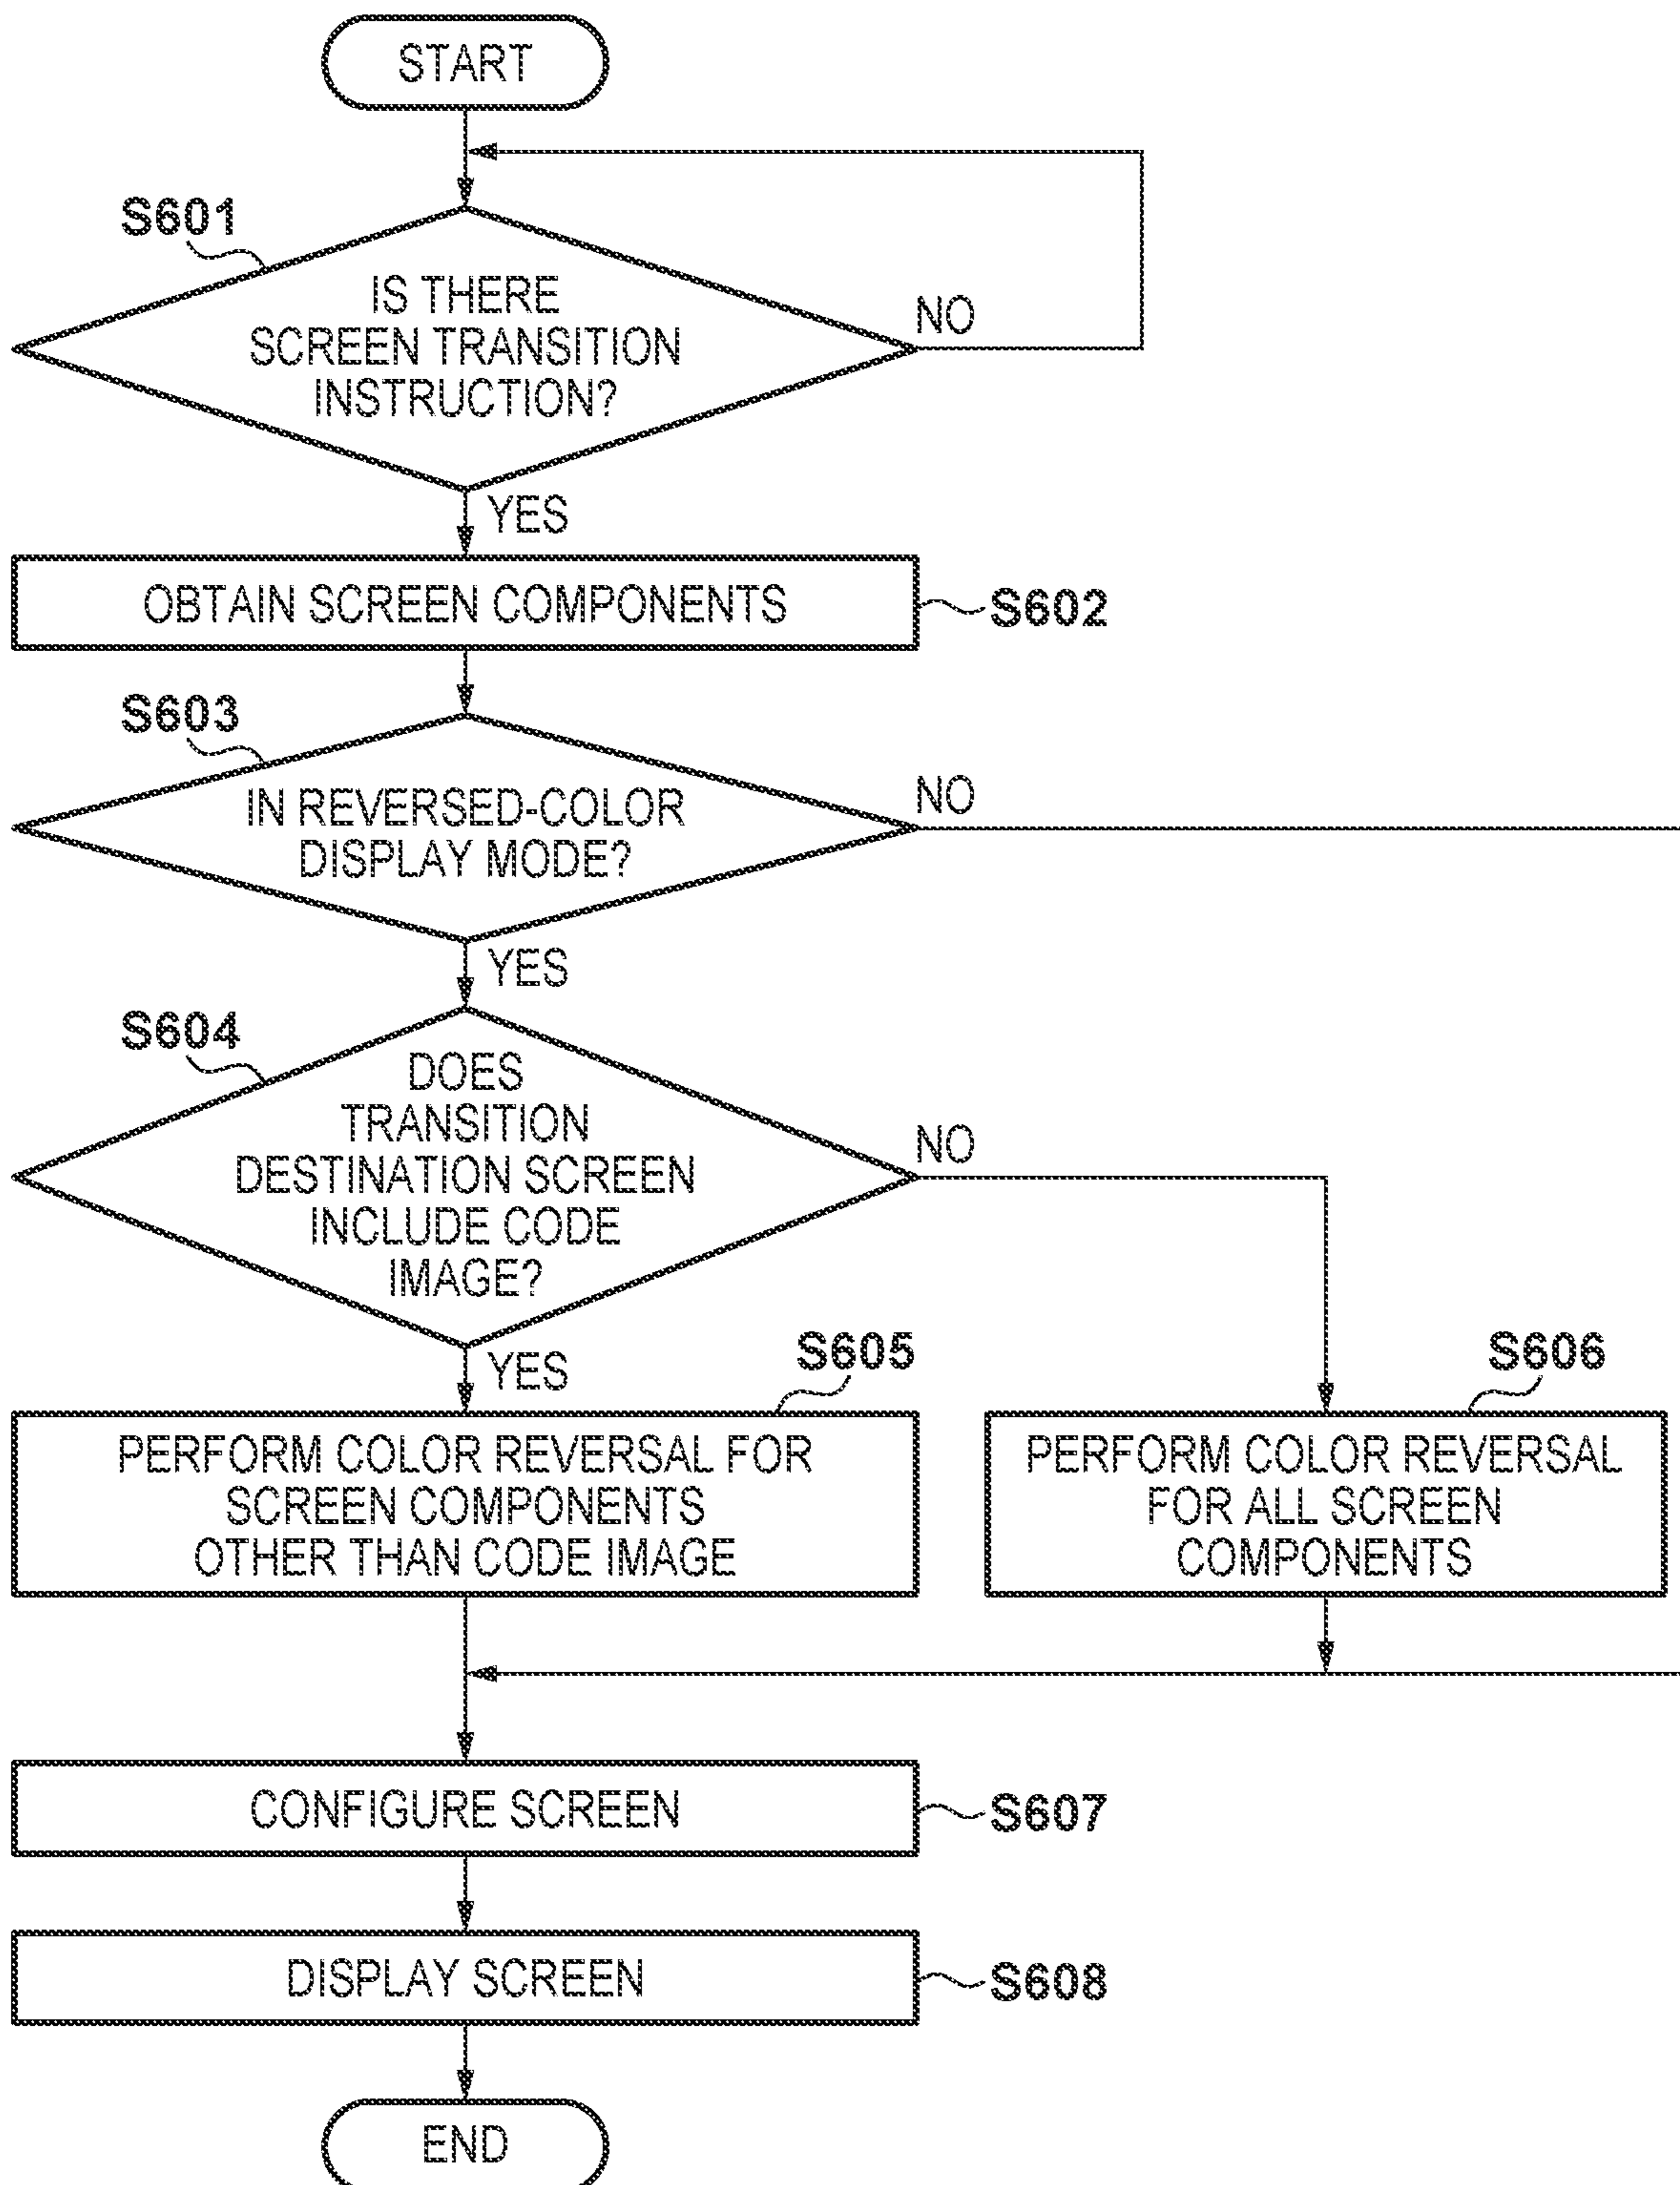 START
S601
IS THERE
SCREEN TRANSITION
INSTRUCTION?
NO
YES
OBTAIN SCREEN COMPONENTS
S602
S603
IN REVERSED-COLOR
DISPLAY MODE?
NO
YES
S604
DOES
TRANSITION
DESTINATION SCREEN
INCLUDE CODE
IMAGE?
NO
YES
S605
PERFORM COLOR REVERSAL FOR
SCREEN COMPONENTS
OTHER THAN CODE IMAGE
S606
PERFORM COLOR REVERSAL
FOR ALL SCREEN
COMPONENTS
CONFIGURE SCREEN
S607
DISPLAY SCREEN
S608
END